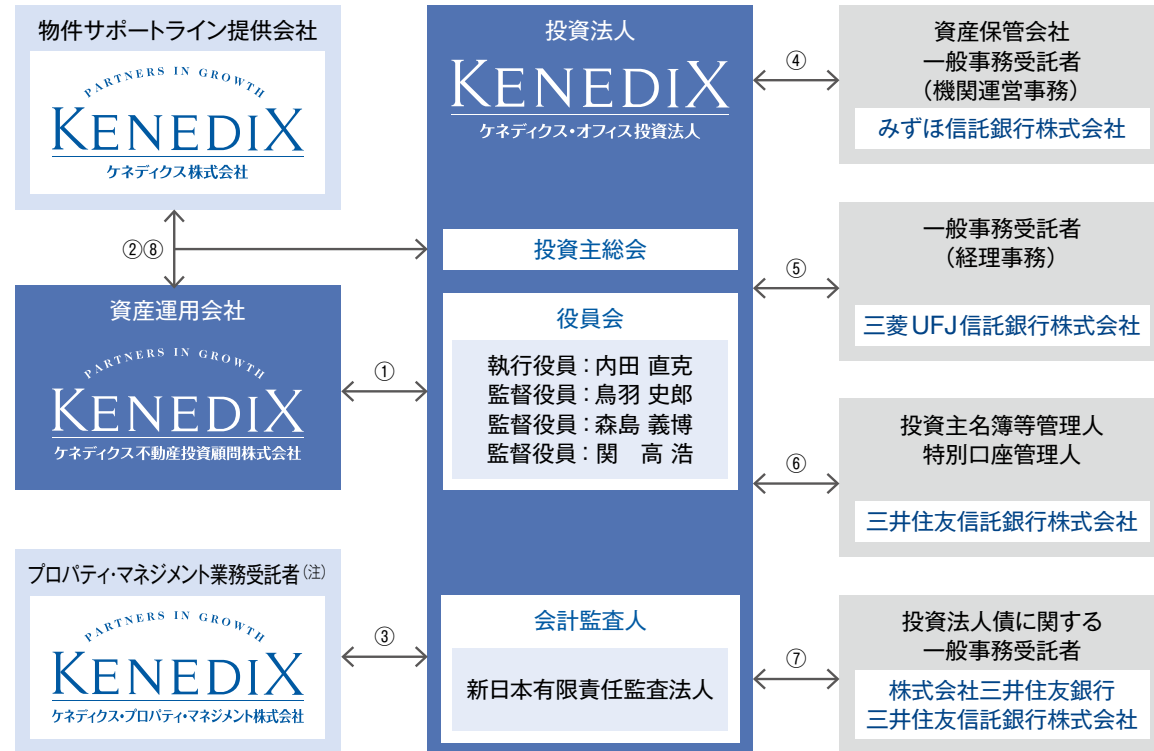 物件サポートライン提供会社
PARTNERS IN GROWTH
KENEDIX
ケネディクス株式会社
②⑧
資産運用会社
PARTNERS IN GROWTH
KENEDIX
ケネディクス不動産投資顧問株式会社
①
プロパティ・マネジメント業務受託者(注)
PARTNERS IN GROWTH
KENEDIX
ケネディクス・プロパティ・マネジメント株式会社
③
投資法人
KENEDIX
ケネディクス・オフィス投資法人
投資主総会
役員会
執行役員：内田 直克
監督役員：鳥羽 史郎
監督役員：森島 義博
監督役員：関　高浩
会計監査人
新日本有限責任監査法人
④
資産保管会社
一般事務受託者
（機関運営事務）
みずほ信託銀行株式会社
⑤
一般事務受託者
（経理事務）
三菱UFJ信託銀行株式会社
⑥
投資主名簿等管理人
特別口座管理人
三井住友信託銀行株式会社
⑦
投資法人債に関する
一般事務受託者
株式会社三井住友銀行
三井住友信託銀行株式会社